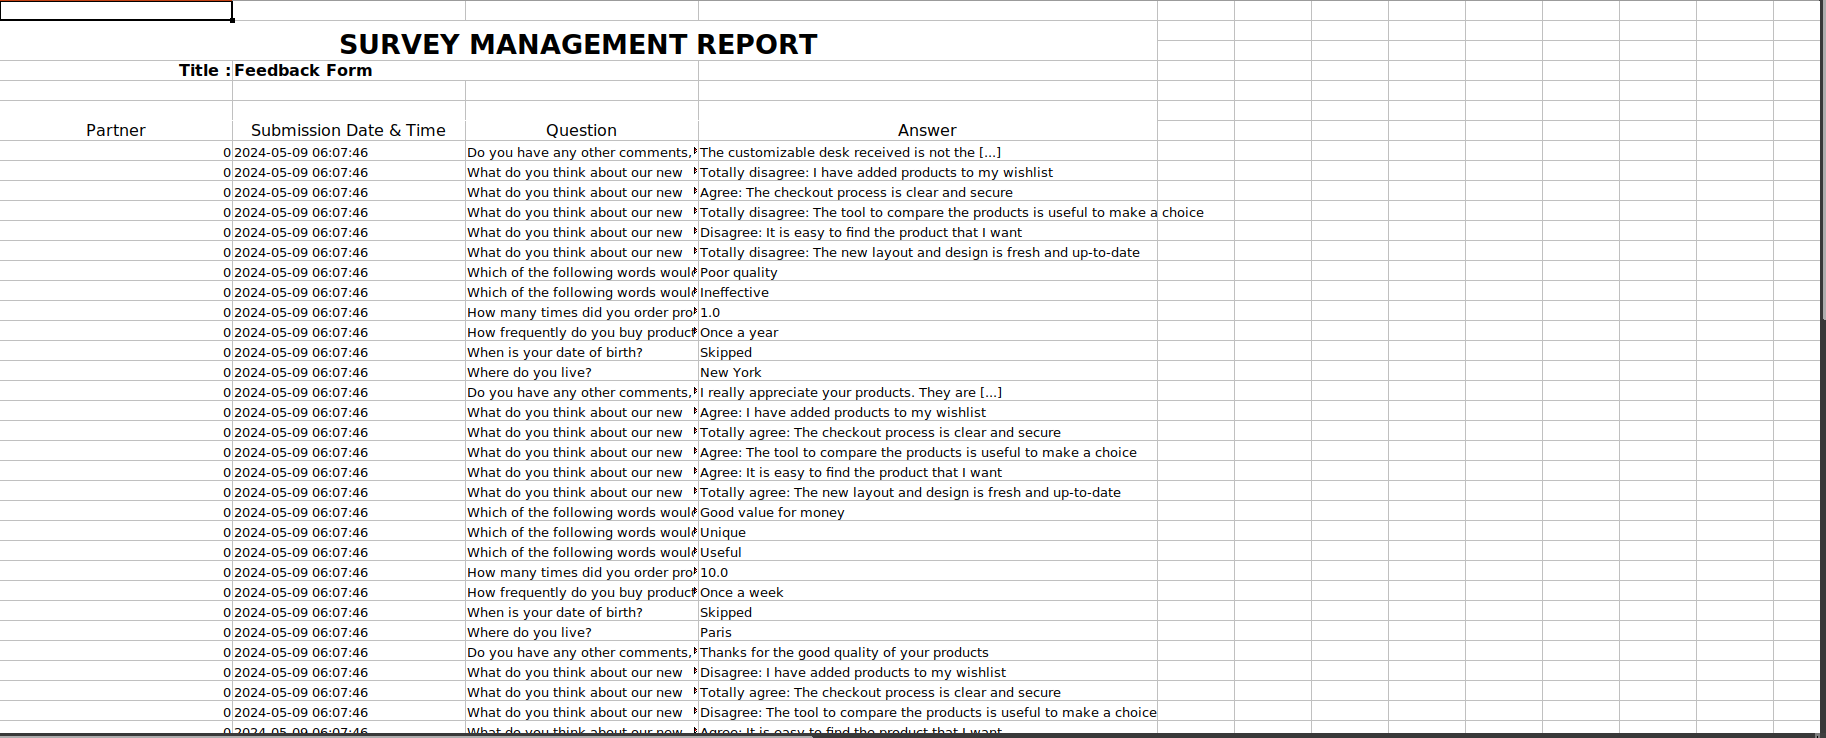 SURVEY MANAGEMENT REPORT
Title : Feedback Form
Partner Submission Date & Time Question Answer
0 2024-05-09 06:07:46 Do you have any other comments, The customizable desk received is not the [...]
0 2024-05-09 06:07:46 What do you think about our new Totally disagree: I have added products to my wishlist
0 2024-05-09 06:07:46 What do you think about our new Agree: The checkout process is clear and secure
0 2024-05-09 06:07:46 What do you think about our new Totally disagree: The tool to compare the products is useful to make a choice
0 2024-05-09 06:07:46 What do you think about our new Disagree: It is easy to find the product that I want
0 2024-05-09 06:07:46 What do you think about our new Totally disagree: The new layout and design is fresh and up-to-date
0 2024-05-09 06:07:46 Which of the following words would Poor quality
0 2024-05-09 06:07:46 Which of the following words would Ineffective
0 2024-05-09 06:07:46 How many times did you order pro 1.0
0 2024-05-09 06:07:46 How frequently do you buy product Once a year
0 2024-05-09 06:07:46 When is your date of birth? Skipped
0 2024-05-09 06:07:46 Where do you live? New York
0 2024-05-09 06:07:46 Do you have any other comments, I really appreciate your products. They are [...]
0 2024-05-09 06:07:46 What do you think about our new Agree: I have added products to my wishlist
0 2024-05-09 06:07:46 What do you think about our new Totally agree: The checkout process is clear and secure
0 2024-05-09 06:07:46 What do you think about our new Agree: The tool to compare the products is useful to make a choice
0 2024-05-09 06:07:46 What do you think about our new Agree: It is easy to find the product that I want
0 2024-05-09 06:07:46 What do you think about our new Totally agree: The new layout and design is fresh and up-to-date
0 2024-05-09 06:07:46 Which of the following words would Good value for money
0 2024-05-09 06:07:46 Which of the following words would Unique
0 2024-05-09 06:07:46 Which of the following words would Useful
0 2024-05-09 06:07:46 How many times did you order pro 10.0
0 2024-05-09 06:07:46 How frequently do you buy product Once a week
0 2024-05-09 06:07:46 When is your date of birth? Skipped
0 2024-05-09 06:07:46 Where do you live? Paris
0 2024-05-09 06:07:46 Do you have any other comments, Thanks for the good quality of your products
0 2024-05-09 06:07:46 What do you think about our new Disagree: I have added products to my wishlist
0 2024-05-09 06:07:46 What do you think about our new Totally agree: The checkout process is clear and secure
0 2024-05-09 06:07:46 What do you think about our new Disagree: The tool to compare the products is useful to make a choice
0 2024-05-09 06:07:46 What do you think about our new Agree: It is easy to find the product that I want